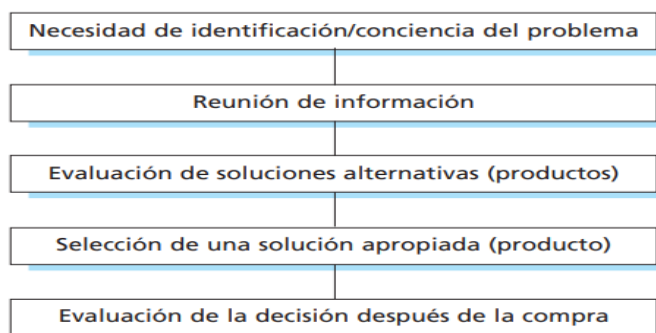 Necesidad de identificación/conciencia del problema
Reunión de información
Evaluación de soluciones alternativas (productos)
Selección de una solución apropiada (producto)
Evaluación de la decisión después de la compra